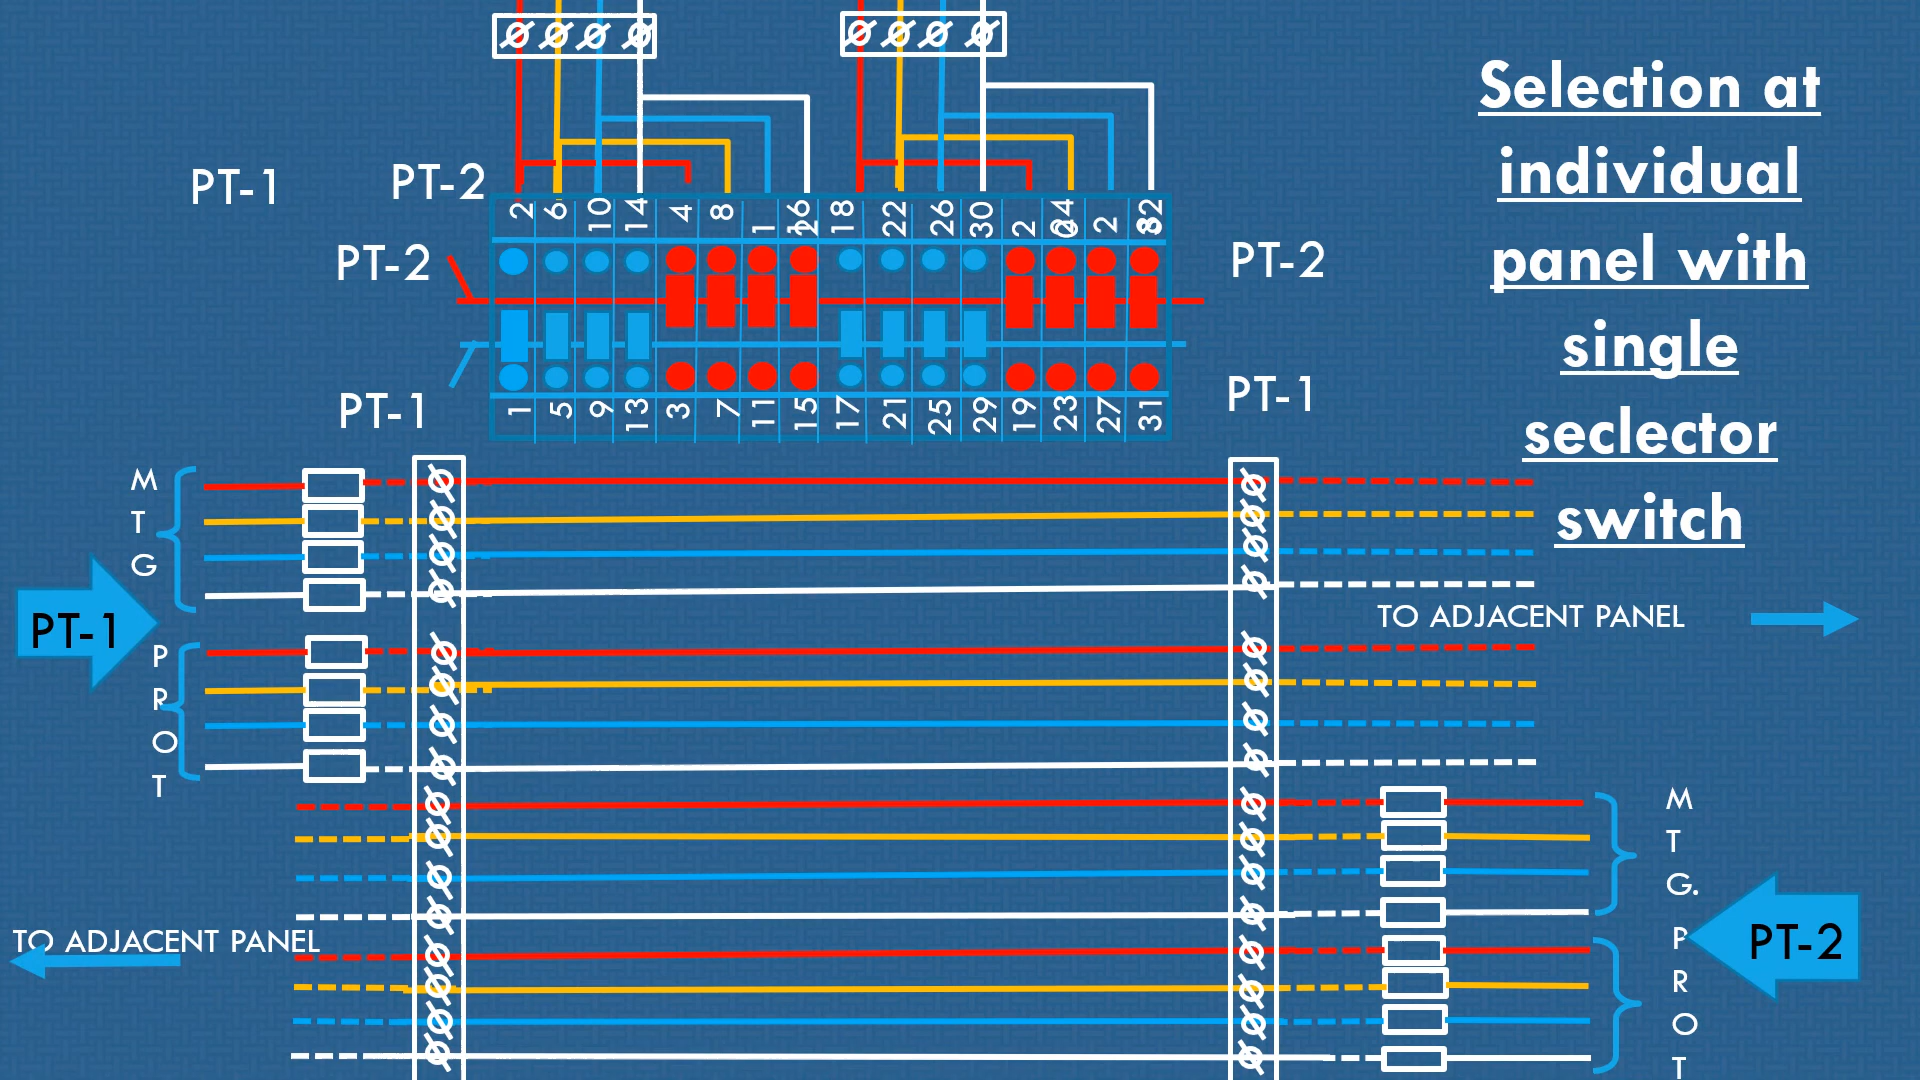 Selection at
individual
panel with
single
seclector
switch
PT-1
PT-2
2 6 10 14 4 8 1 18 22 26 30 2 2
PT-2
PT-2
PT-1
PT-1
1 5 9 13 3 7 11 15 17 21 25 29 19 23 27 31
M
T
G
PT-1
TO ADJACENT PANEL
P
R
O
T
M
T
G.
TO ADJACENT PANEL
PT-2
P
R
O
T